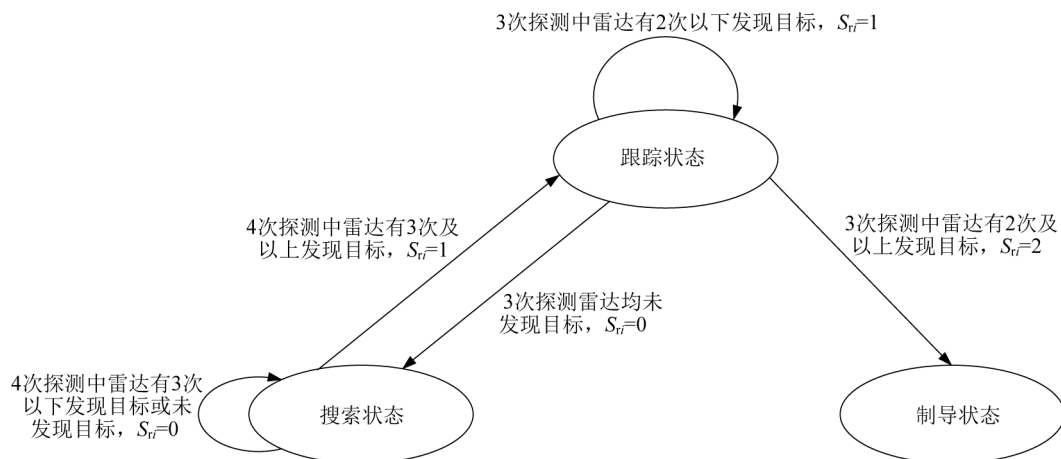 3次探测中雷达有2次以下发现目标，Sri=1
跟踪状态
4次探测中雷达有3次及
以上发现目标，Sri=1
3次探测中雷达有2次及
以上发现目标，Sri=2
3次探测雷达均未
发现目标，Sri=0
4次探测中雷达有3次
以下发现目标或未
发现目标，Sri=0
搜索状态
制导状态